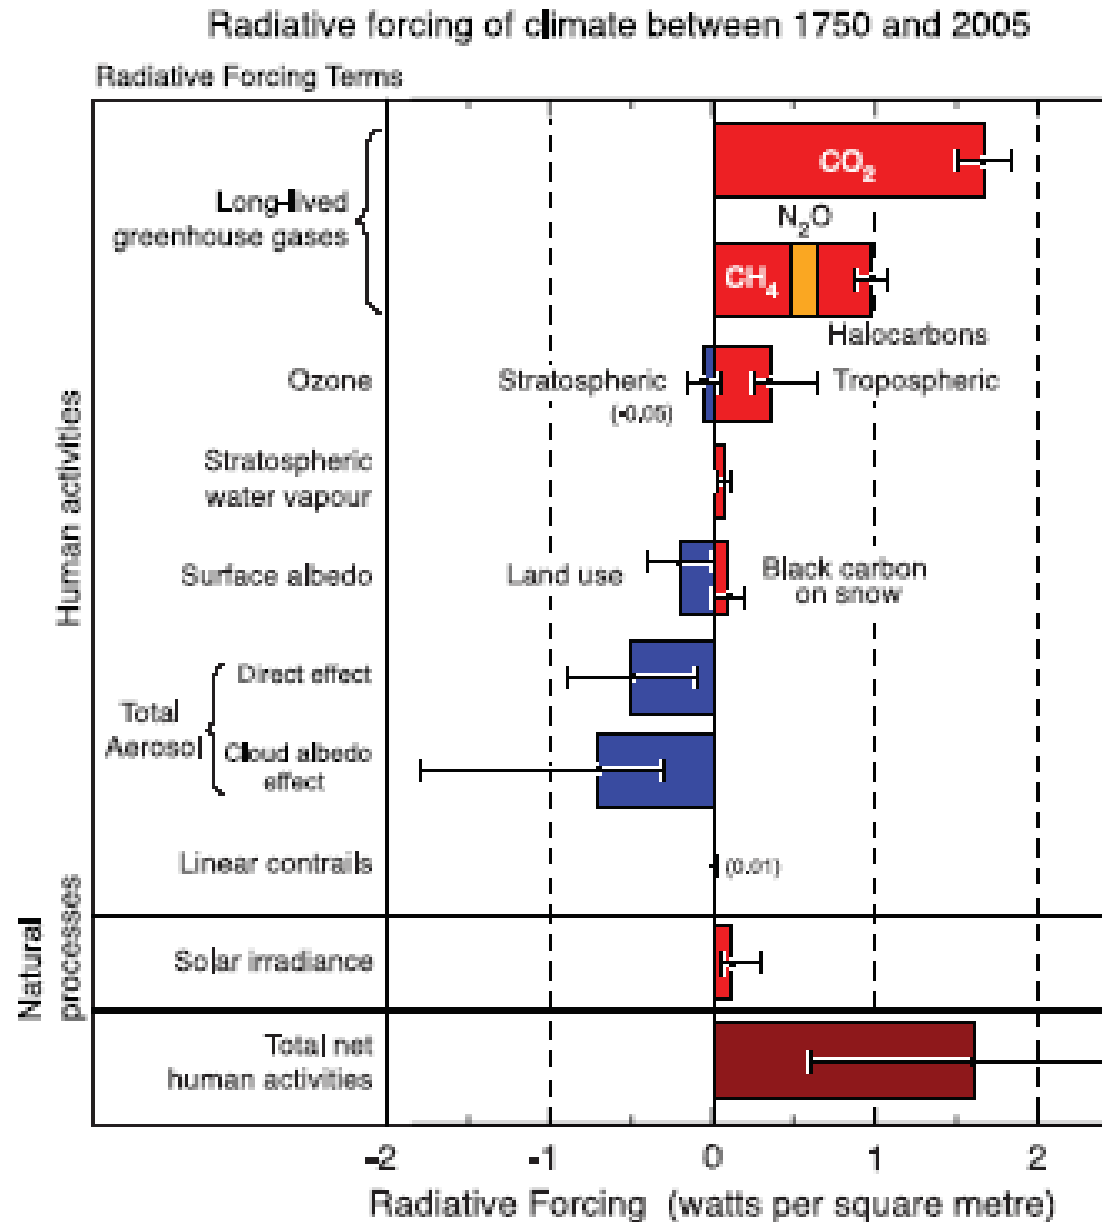 Radiative forcing of climate between 1750 and 2005
Radiative Forcing Terms
CO₂
Long-lived
greenhouse gases
N₂O
CH₄
Halocarbons
Ozone
Stratospheric
(-0.05)
Tropospheric
Human activities
Stratospheric
water vapour
Surface albedo
Land use
Black carbon
on snow
Total
Aerosol
Direct effect
Cloud albedo
effect
Linear contrails
(0.01)
Natural
processes
Solar irradiance
Total net
human activities
-2 -1 0 1 2
Radiative Forcing (watts per square metre)